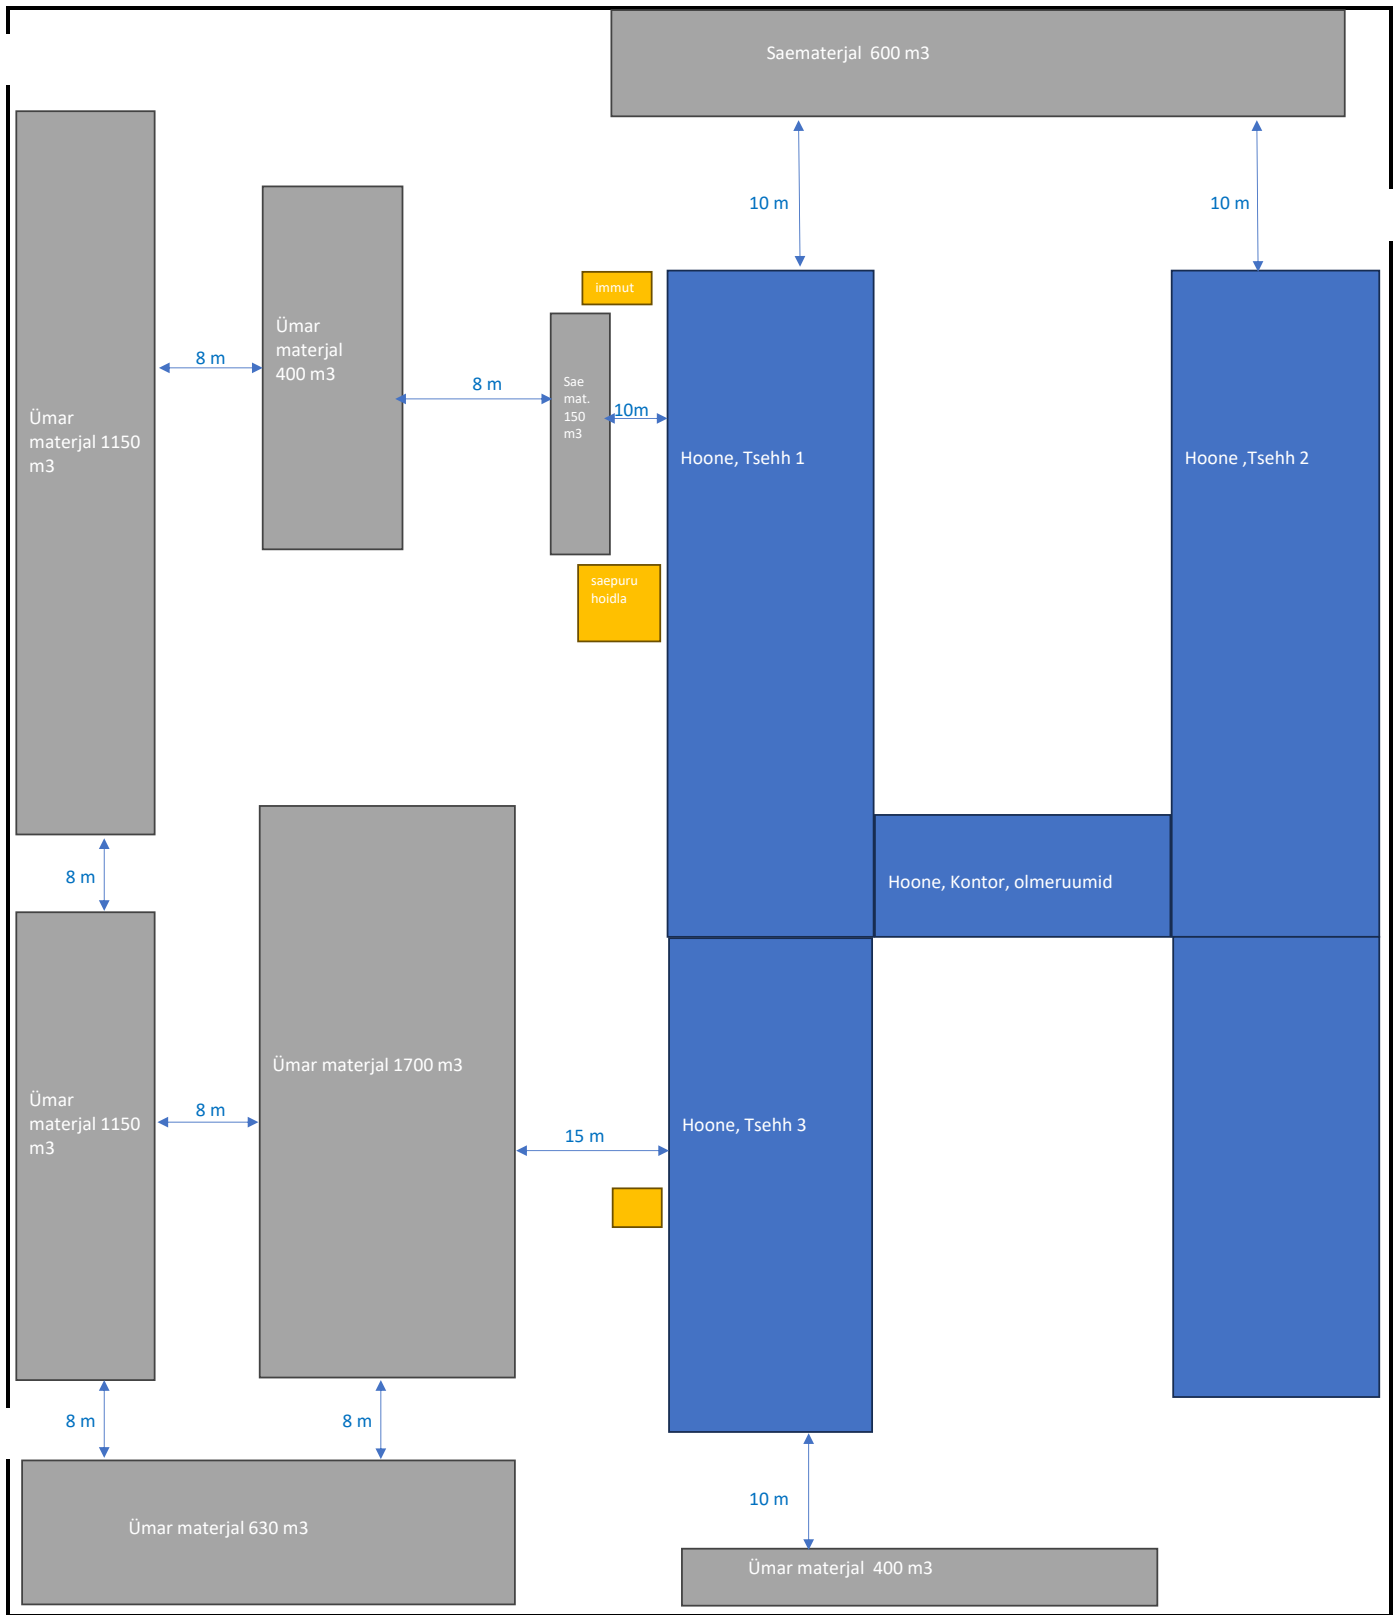 Saematerjal  600 m3
10 m
10 m
immut
Ümar
materjal
400 m3
8 m
8 m
Sae
mat.
150
m3
10m
Ümar
materjal 1150
m3
Hoone, Tsehh 1
Hoone ,Tsehh 2
saepuru
hoidla
8 m
Hoone, Kontor, olmeruumid
Ümar materjal 1700 m3
Ümar
materjal 1150
m3
8 m
15 m
Hoone, Tsehh 3
8 m
8 m
10 m
Ümar materjal 630 m3
Ümar materjal  400 m3